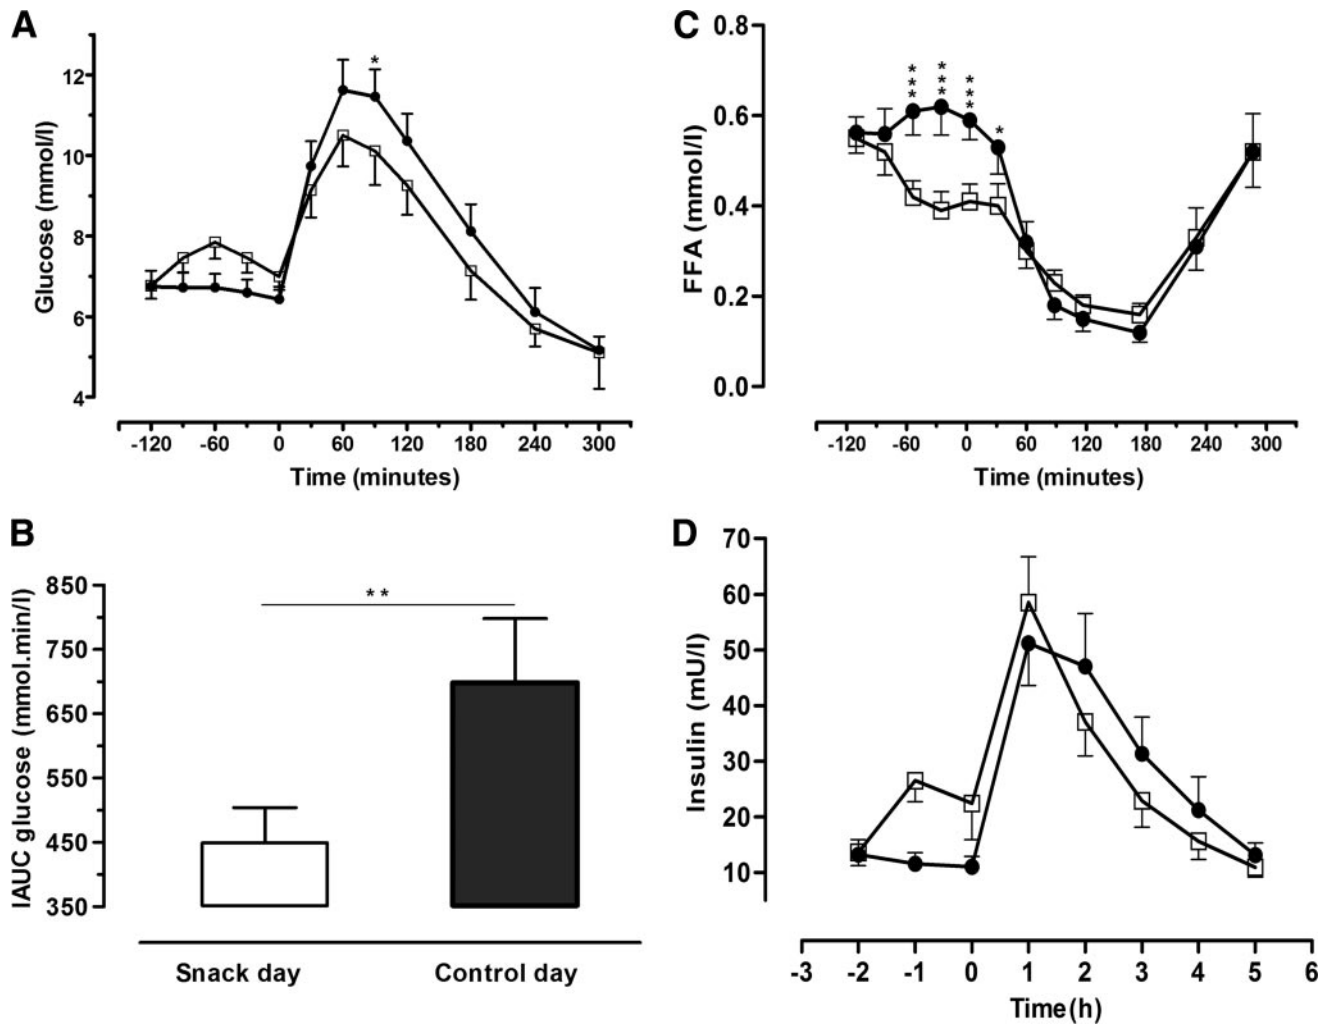 A
Glucose (mmol/l)
12
10
8
6
4
*
-120 -60 0 60 120 180 240 300
Time (minutes)
C
FFA (mmol/l)
0.8
0.6
0.4
0.2
0.0
*** *** *** *
-120 -60 0 60 120 180 240 300
Time (minutes)
B
IAUC glucose (mmol.min/l)
850
750
650
550
450
350
**
Snack day Control day
D
Insulin (mU/l)
70
60
50
40
30
20
10
-3 -2 -1 0 1 2 3 4 5 6
Time (h)